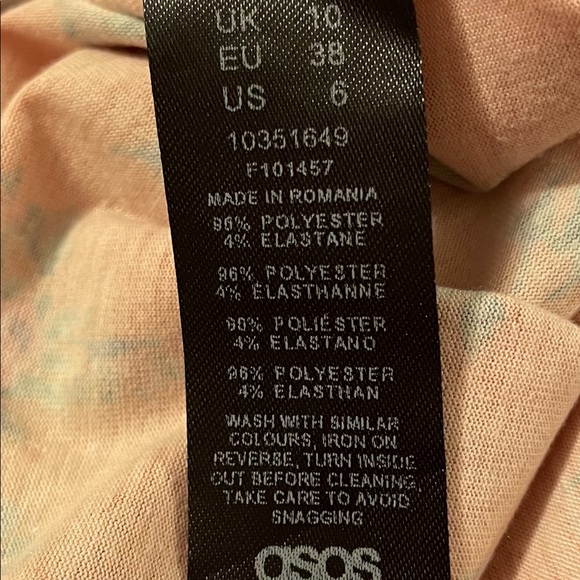 UK 10
EU 38
US 6
10351649
F101457
MADE IN ROMANIA
96% POLYESTER
4% ELASTANE
96% POLYESTER
4% ÉLASTHANNE
96% POLIÉSTER
4% ELASTANO
96% POLYESTER
4% ELASTHAN
WASH WITH SIMILAR
COLOURS, IRON ON
REVERSE, TURN INSIDE
OUT BEFORE CLEANING
TAKE CARE TO AVOID
SNAGGING
asos